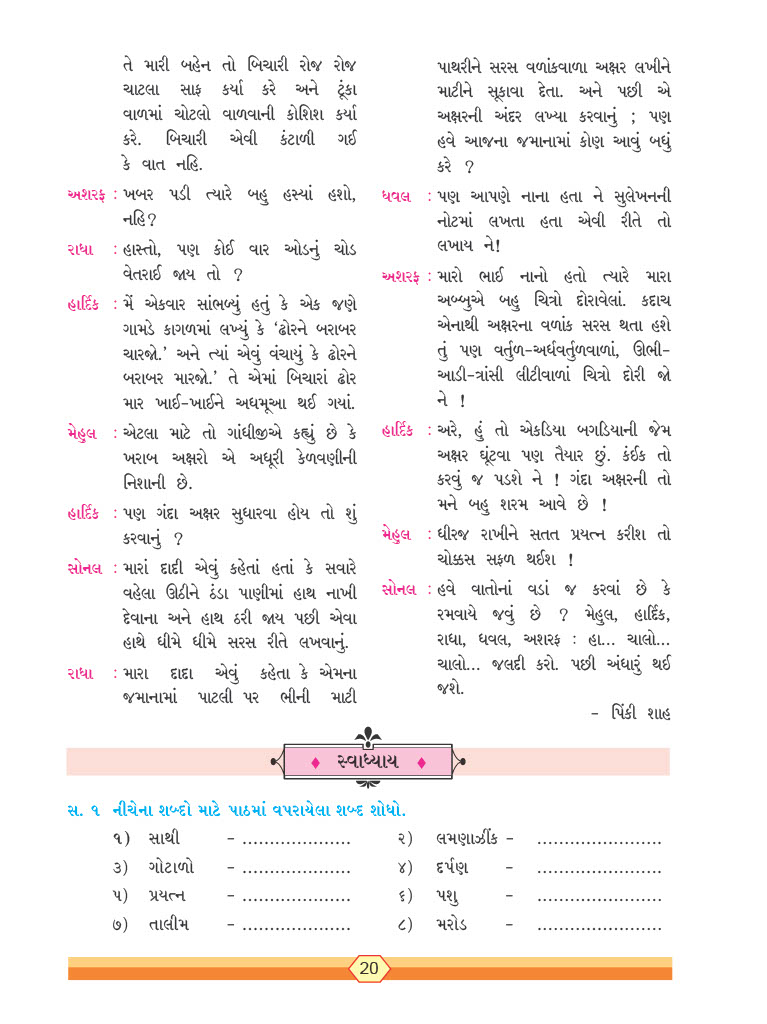 તે મારી બહેન તો બિચારી રોજ રોજ
ચાટલા સાફ કર્યા કરે અને ટૂંકા
વાળમાં ચોટલો વાળવાની કોશિશ કર્યા
કરે. બિચારી એવી કંટાળી ગઈ
કે વાત નહિ.
અશરફ : ખબર પડી ત્યારે બહુ હસ્યાં હશો,
નહિ?
રાધા : હાસ્તો, પણ કોઈ વાર ઓડનું ચોડ
વેતરાઈ જાય તો ?
હાર્દિક : મેં એકવાર સાંભળ્યું હતું કે એક જણે
ગામડે કાગળમાં લખ્યું કે ‘ઢોરને બરાબર
ચારજો.’ અને ત્યાં એવું વંચાયું કે ઢોરને
બરાબર મારજો.’ તે એમાં બિચારાં ઢોર
માર ખાઈ-ખાઈને અધમૂઆ થઈ ગયાં.
મેહુલ : એટલા માટે તો ગાંધીજીએ કહ્યું છે કે
ખરાબ અક્ષરો એ અધૂરી કેળવણીની
નિશાની છે.
હાર્દિક : પણ ગંદા અક્ષર સુધારવા હોય તો શું
કરવાનું ?
સોનલ : મારાં દાદી એવું કહેતાં હતાં કે સવારે
વહેલા ઊઠીને ઠંડા પાણીમાં હાથ નાખી
દેવાના અને હાથ ઠરી જાય પછી એવા
હાથે ધીમે ધીમે સરસ રીતે લખવાનું.
રાધા : મારા દાદા એવું કહેતા કે એમના
જમાનામાં પાટલી પર ભીની માટી
પાથરીને સરસ વળાંકવાળા અક્ષર લખીને
માટીને સૂકાવા દેતા. અને પછી એ
અક્ષરની અંદર લખ્યા કરવાનું ; પણ
હવે આજના જમાનામાં કોણ આવું બધું
કરે ?
ધવલ : પણ આપણે નાના હતા ને સુલેખનની
નોટમાં લખતા હતા એવી રીતે તો
લખાય ને!
અશરફ : મારો ભાઈ નાનો હતો ત્યારે મારા
અબ્બુએ બહુ ચિત્રો દોરાવેલાં. કદાચ
એનાથી અક્ષરના વળાંક સરસ થતા હશે
તું પણ વર્તુળ-અર્ધવર્તુળવાળાં, ઊભી-
આડી-ત્રાંસી લીટીવાળાં ચિત્રો દોરી જો
ને !
હાર્દિક : અરે, હું તો એકડિયા બગડિયાની જેમ
અક્ષર ઘૂંટવા પણ તૈયાર છું. કંઈક તો
કરવું જ પડશે ને ! ગંદા અક્ષરની તો
મને બહુ શરમ આવે છે !
મેહુલ : ધીરજ રાખીને સતત પ્રયત્ન કરીશ તો
ચોક્કસ સફળ થઈશ !
સોનલ : હવે વાતોનાં વડાં જ કરવાં છે કે
રમવાયે જવું છે ? મેહુલ, હાર્દિક,
રાધા, ધવલ, અશરફ : હા... ચાલો...
ચાલો... જલદી કરો. પછી અંધારું થઈ
જશે.
– પિંકી શાહ
સ્વાધ્યાય
સ. ૧ નીચેના શબ્દો માટે પાઠમાં વપરાયેલા શબ્દ શોધો.
૧) સાથી – .................... ૨) લમણાઝીંક – .......................
૩) ગોટાળો – .................... ૪) દર્પણ – .......................
૫) પ્રયત્ન – .................... ૬) પશુ – .......................
૭) તાલીમ – .................... ૮) મરોડ – .......................
20